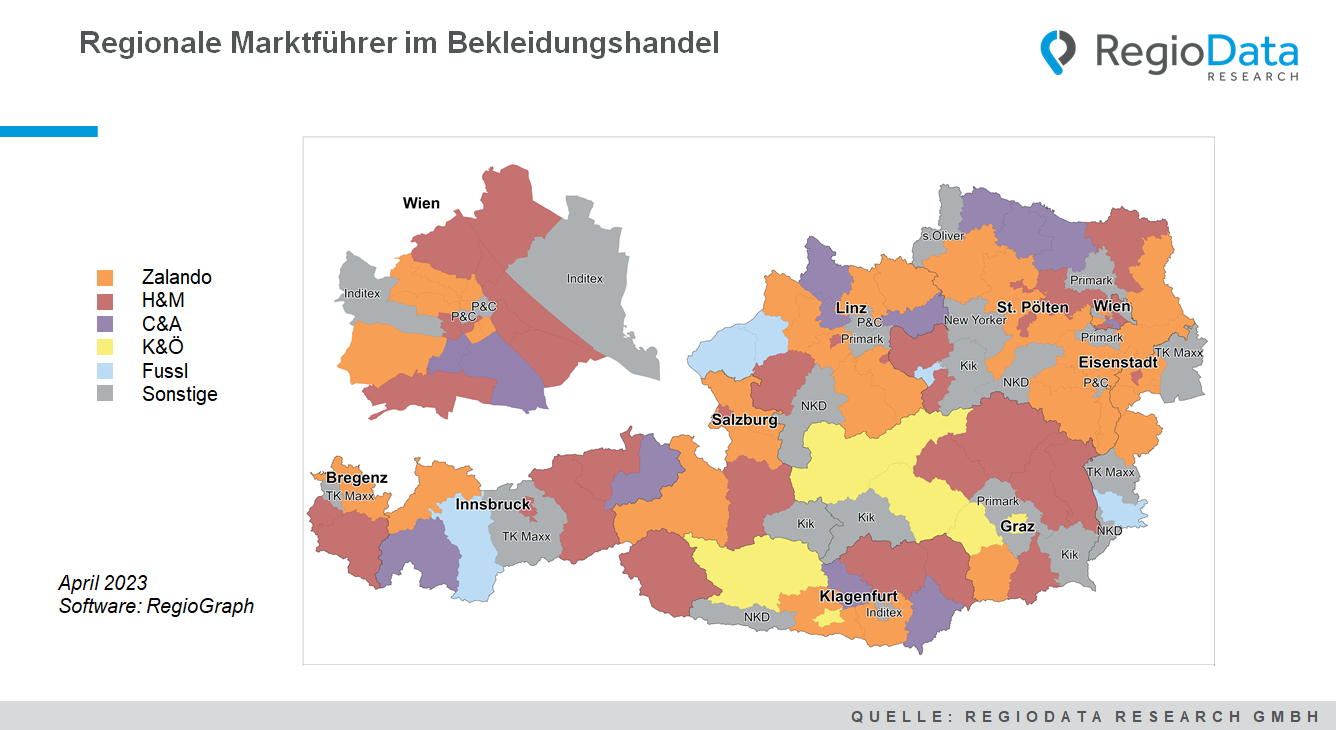 Regionale Marktführer im Bekleidungshandel
RegioData
RESEARCH
Wien
Inditex
Inditex
P&C
P&C
Zalando
H&M
C&A
K&Ö
Fussl
Sonstige
s.Oliver
Primark
Linz
P&C
Primark
New Yorker
St. Pölten
Wien
Primark
Eisenstadt
TK Maxx
Kik
NKD
P&C
NKD
Salzburg
Bregenz
TK Maxx
Innsbruck
TK Maxx
Kik
Kik
Primark
Graz
TK Maxx
NKD
Kik
Klagenfurt
Inditex
NKD
April 2023
Software: RegioGraph
QUELLE: REGIODATA RESEARCH GMBH